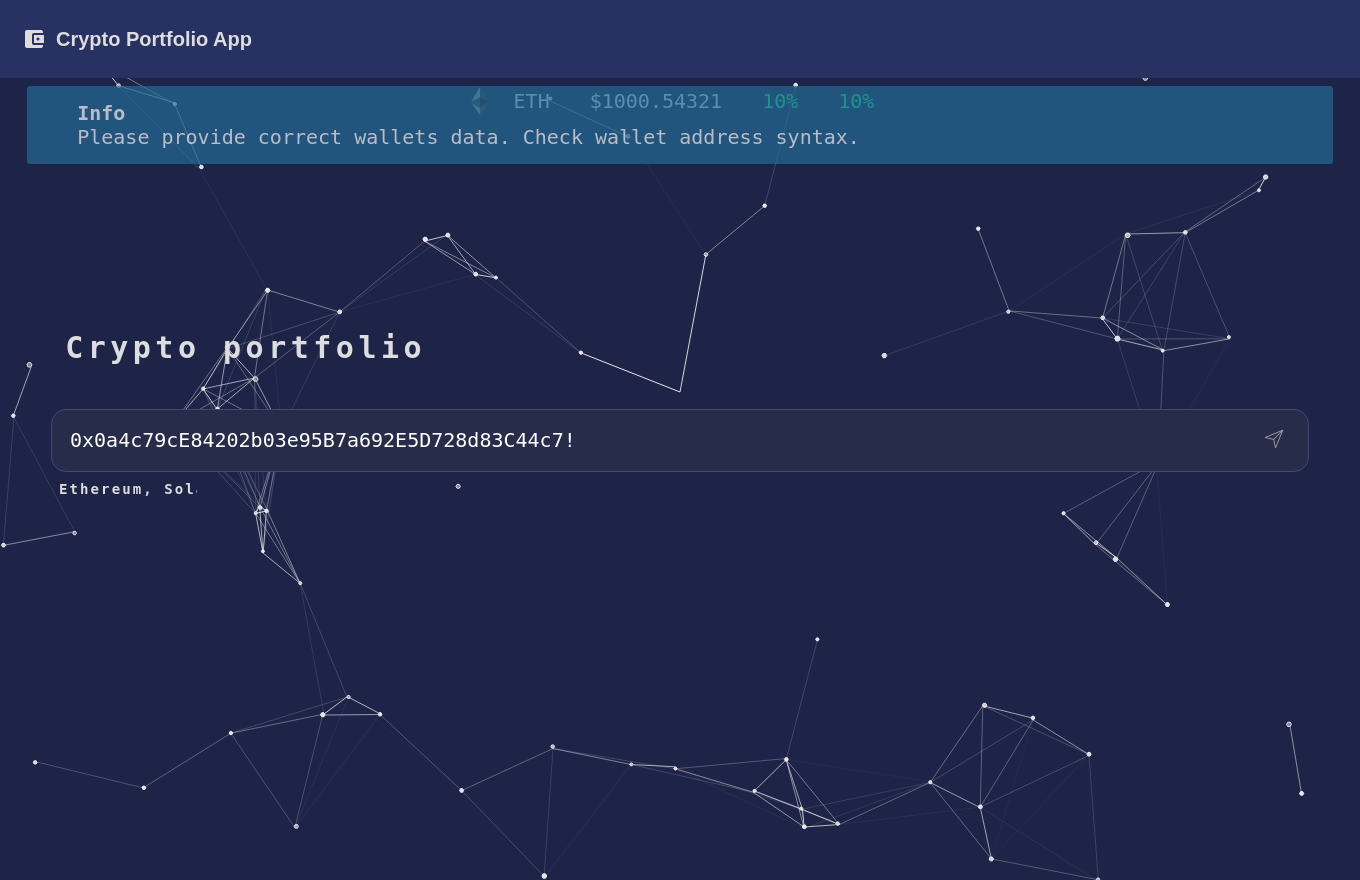 Crypto Portfolio App
ETH $1000.54321 10% 10%
Info
Please provide correct wallets data. Check wallet address syntax.
Crypto portfolio
0x0a4c79cE84202b03e95B7a692E5D728d83C44c7!
Ethereum, Sol